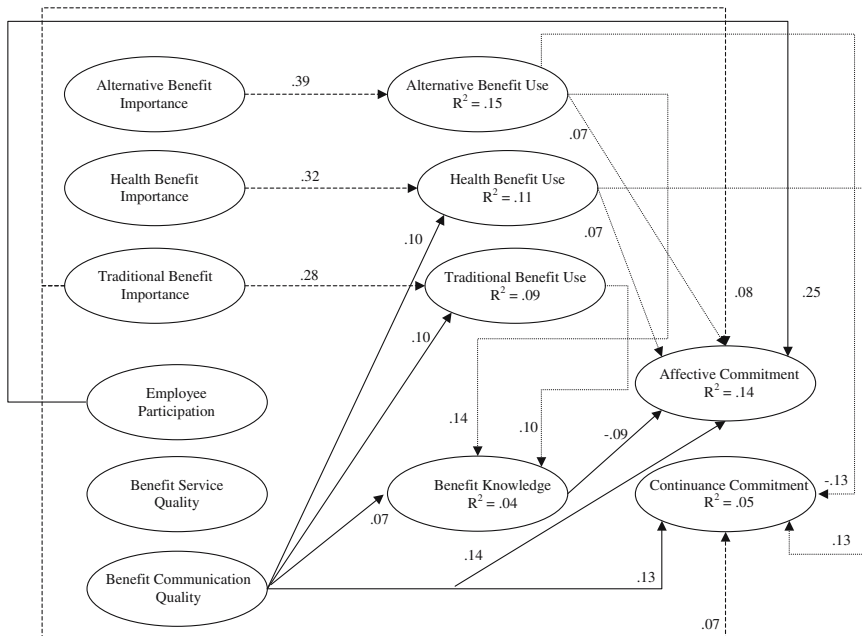 Alternative Benefit
Importance
.39
Alternative Benefit Use
R² = .15
.07
Health Benefit
Importance
.32
Health Benefit Use
R² = .11
.10
.07
Traditional Benefit
Importance
.28
Traditional Benefit Use
R² = .09
.10
.08
.25
Affective Commitment
R² = .14
Employee
Participation
.14
.10
-.09
Benefit Service
Quality
Benefit Knowledge
R² = .04
Continuance Commitment
R² = .05
-.13
.07
.14
.13
Benefit Communication
Quality
.13
.07